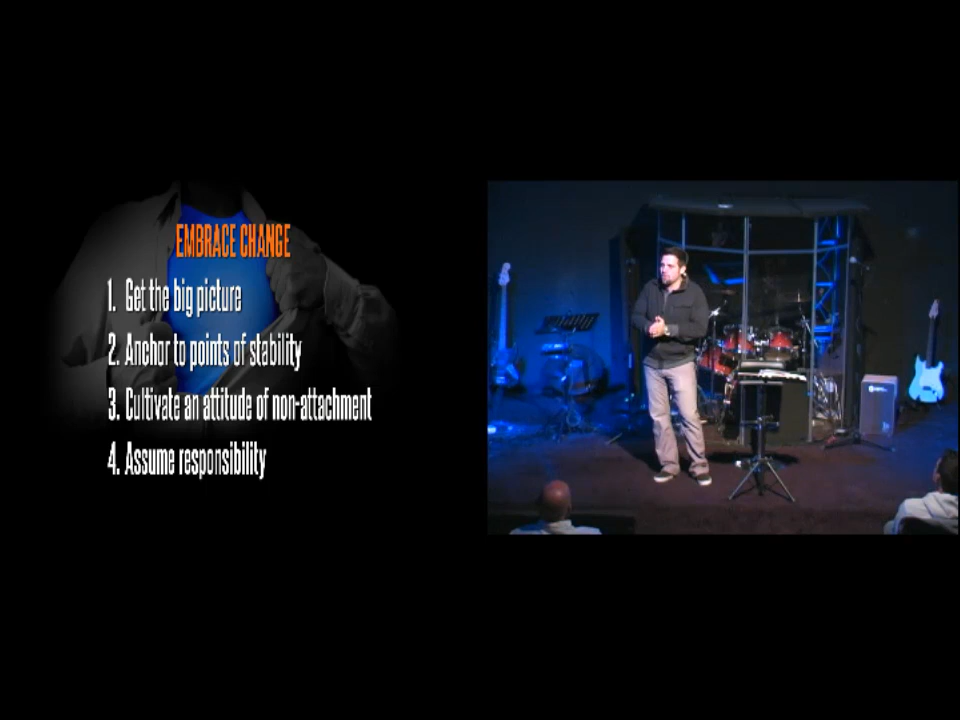 EMBRACE CHANGE
1. Get the big picture
2. Anchor to points of stability
3. Cultivate an attitude of non-attachment
4. Assume responsibility